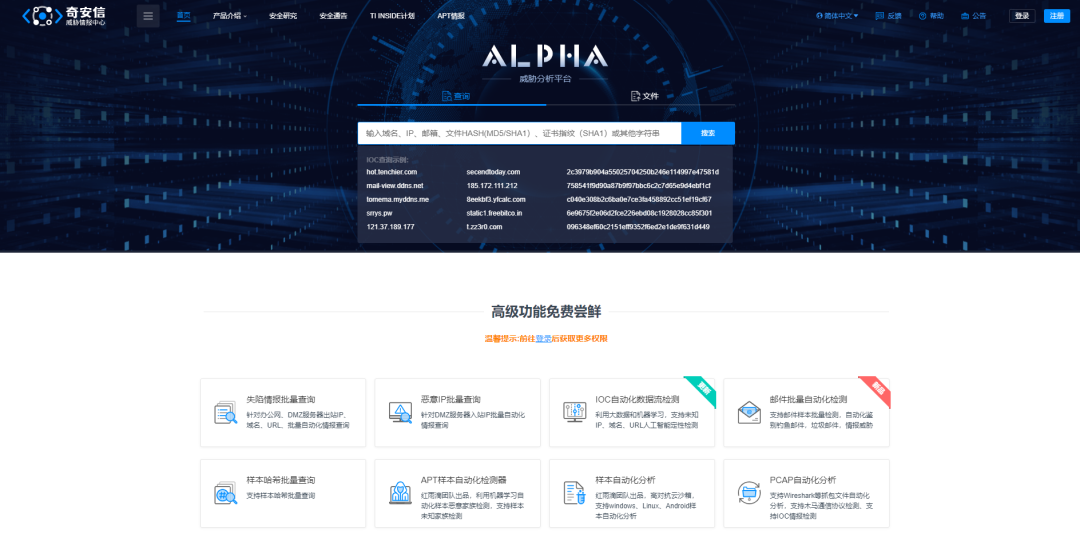 奇安信
威胁情报中心
首页 产品介绍 安全研究 安全通告 TI INSIDE计划 APT情报
简体中文 反馈 帮助 公告 登录 注册
ALPHA
威胁分析平台
查询 文件
输入域名、IP、邮箱、文件HASH(MD5/SHA1）、证书指纹（SHA1）或其他字符串 搜索
IOC查询示例:
hot.tenchier.com secendtoday.com 2c3979b904a55025704250b246e114997e47581d
mail-view.ddns.net 185.172.111.212 758541f9d90a87b9f97bbc6c2c7d65e9d4ebf1cf
tomema.myddns.me 8eekbf3.yfcalc.com c040e308b2c6ba0e7ce3fa458892cc51ef19cf67
srrys.pw static1.freebitco.in 6e9675f2e06d2fce226ebd08c1928028cc85f301
121.37.189.177 t.zz3r0.com 096348ef60c2151eff9352f6ed2e1de9f631d449
高级功能免费尝鲜
温馨提示:前往登录后获取更多权限
失陷情报批量查询
针对办公网、DMZ服务器出站IP、
域名、URL，批量自动化情报查询
恶意IP批量查询
针对DMZ服务器入站IP批量自动化
情报查询
IOC自动化数据流检测
利用大数据和机器学习，支持未知
IP、域名、URL人工智能定性检测
邮件批量自动化检测
支持邮件样本批量检测，自动化鉴
别钓鱼邮件，垃圾邮件，情报威胁
样本哈希批量查询
支持样本哈希批量查询
APT样本自动化检测器
红雨滴团队出品，利用机器学习自
动化样本恶意家族检测，支持样本
未知家族检测
样本自动化分析
红雨滴团队出品，高对抗云沙箱，
支持windows、Linux、Android样
本自动化分析
PCAP自动化分析
支持Wireshark等抓包文件自动化
分析，支持木马通信协议检测，支
持IOC情报检测